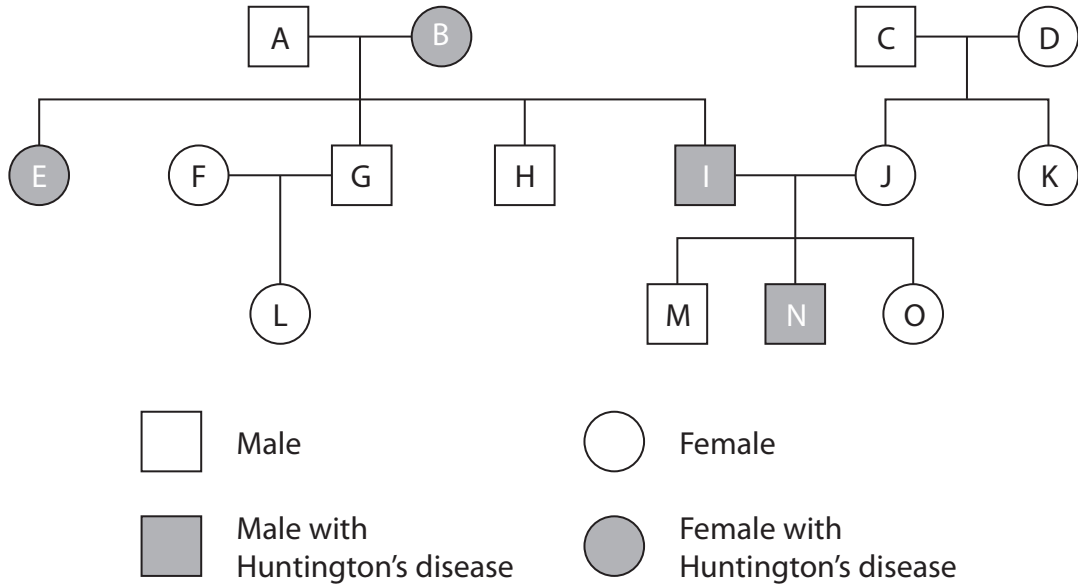 A
B
C
D
E
F
G
H
I
J
K
L
M
N
O
Male
Female
Male with
Huntington's disease
Female with
Huntington's disease